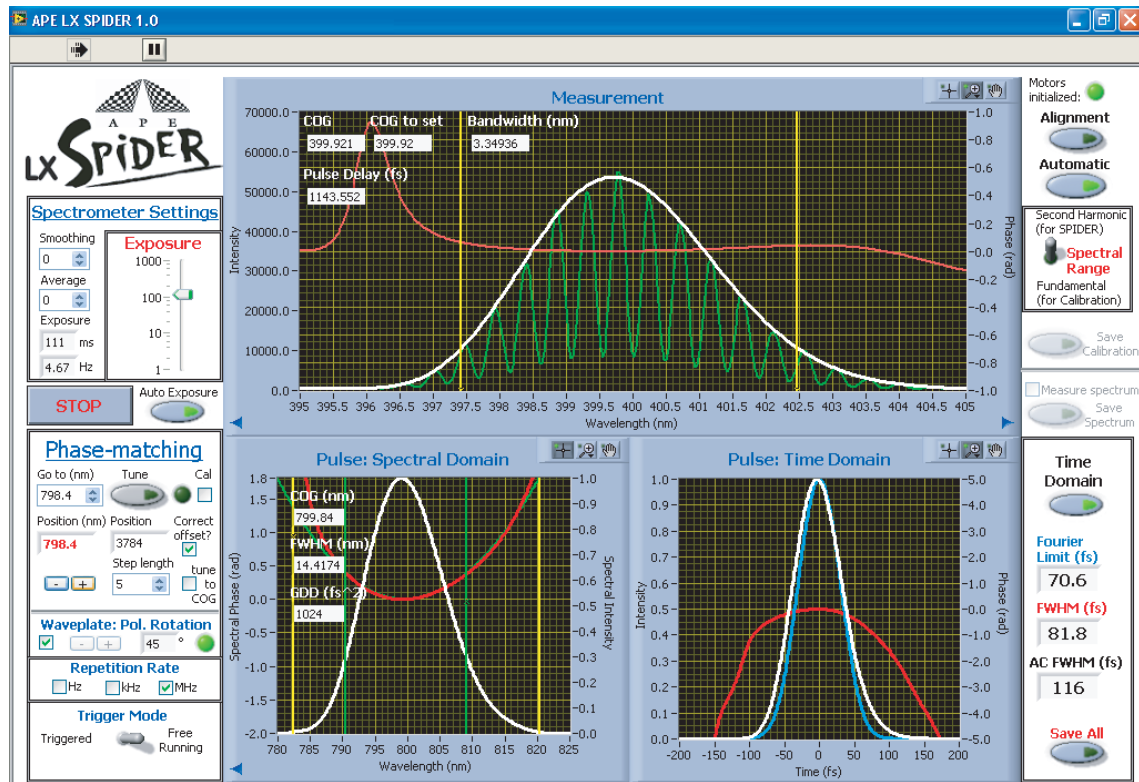 APE LX SPIDER 1.0
A P E
LX SPiDER
Spectrometer Settings
Smoothing
0
Average
0
Exposure
111 ms
4.67 Hz
Exposure
1000
100
10
1
STOP
Auto Exposure
Phase-matching
Go to (nm) Tune Cal
798.4
Position (nm) Position Correct offset?
798.4 3784
Step length
5
tune to COG
- +
Waveplate: Pol. Rotation
- + 45 °
Repetition Rate
Hz kHz MHz
Trigger Mode
Triggered Free Running
Measurement
COG COG to set Bandwidth (nm)
399.921 399.92 3.34936
Pulse Delay (fs)
1143.552
Intensity
70000.0
60000.0
50000.0
40000.0
30000.0
20000.0
10000.0
0.0
Phase (rad)
1.0
0.8
0.6
0.4
0.2
0.0
-0.2
-0.4
-0.6
-0.8
-1.0
395 395.5 396 396.5 397 397.5 398 398.5 399 399.5 400 400.5 401 401.5 402 402.5 403 403.5 404 404.5 405
Wavelength (nm)
Pulse: Spectral Domain
COG (nm)
799.84
FWHM (nm)
14.4174
GDD (fs^2)
1024
Spectral Phase (rad)
1.8
1.5
1.0
0.5
0.0
-0.5
-1.0
-1.5
-2.0
Spectral Intensity
1.0
0.9
0.8
0.7
0.6
0.5
0.4
0.3
0.2
0.1
0.0
780 785 790 795 800 805 810 815 820 825
Wavelength (nm)
Pulse: Time Domain
Intensity
1.0
0.9
0.8
0.7
0.6
0.5
0.4
0.3
0.2
0.1
0.0
Phase (rad)
5.0
4.0
3.0
2.0
1.0
0.0
-1.0
-2.0
-3.0
-4.0
-5.0
-200 -150 -100 -50 0 50 100 150 200
Time (fs)
Motors
initialized:
Alignment
Automatic
Second Harmonic
(for SPIDER)
Spectral
Range
Fundamental
(for Calibration)
Save
Calibration
Measure spectrum
Save
Spectrum
Time
Domain
Fourier
Limit (fs)
70.6
FWHM (fs)
81.8
AC FWHM (fs)
116
Save All